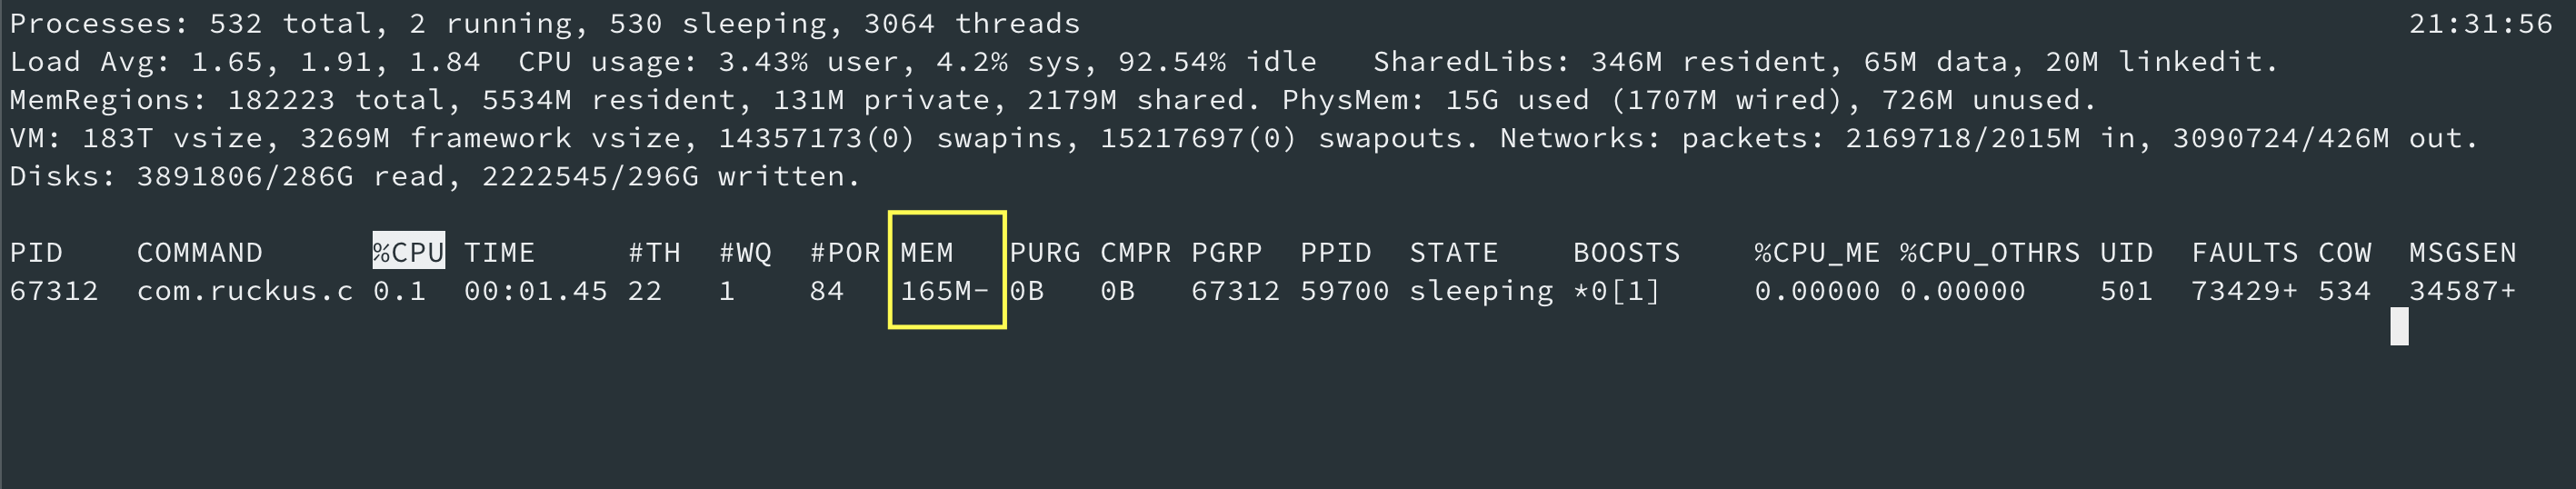 Processes: 532 total, 2 running, 530 sleeping, 3064 threads 21:31:56
Load Avg: 1.65, 1.91, 1.84 CPU usage: 3.43% user, 4.2% sys, 92.54% idle SharedLibs: 346M resident, 65M data, 20M linkedit.
MemRegions: 182223 total, 5534M resident, 131M private, 2179M shared. PhysMem: 15G used (1707M wired), 726M unused.
VM: 183T vsize, 3269M framework vsize, 14357173(0) swapins, 15217697(0) swapouts. Networks: packets: 2169718/2015M in, 3090724/426M out.
Disks: 3891806/286G read, 2222545/296G written.
PID COMMAND %CPU TIME #TH #WQ #POR MEM PURG CMPR PGRP PPID STATE BOOSTS %CPU_ME %CPU_OTHRS UID FAULTS COW MSGSEN
67312 com.ruckus.c 0.1 00:01.45 22 1 84 165M- 0B 0B 67312 59700 sleeping *0[1] 0.00000 0.00000 501 73429+ 534 34587+